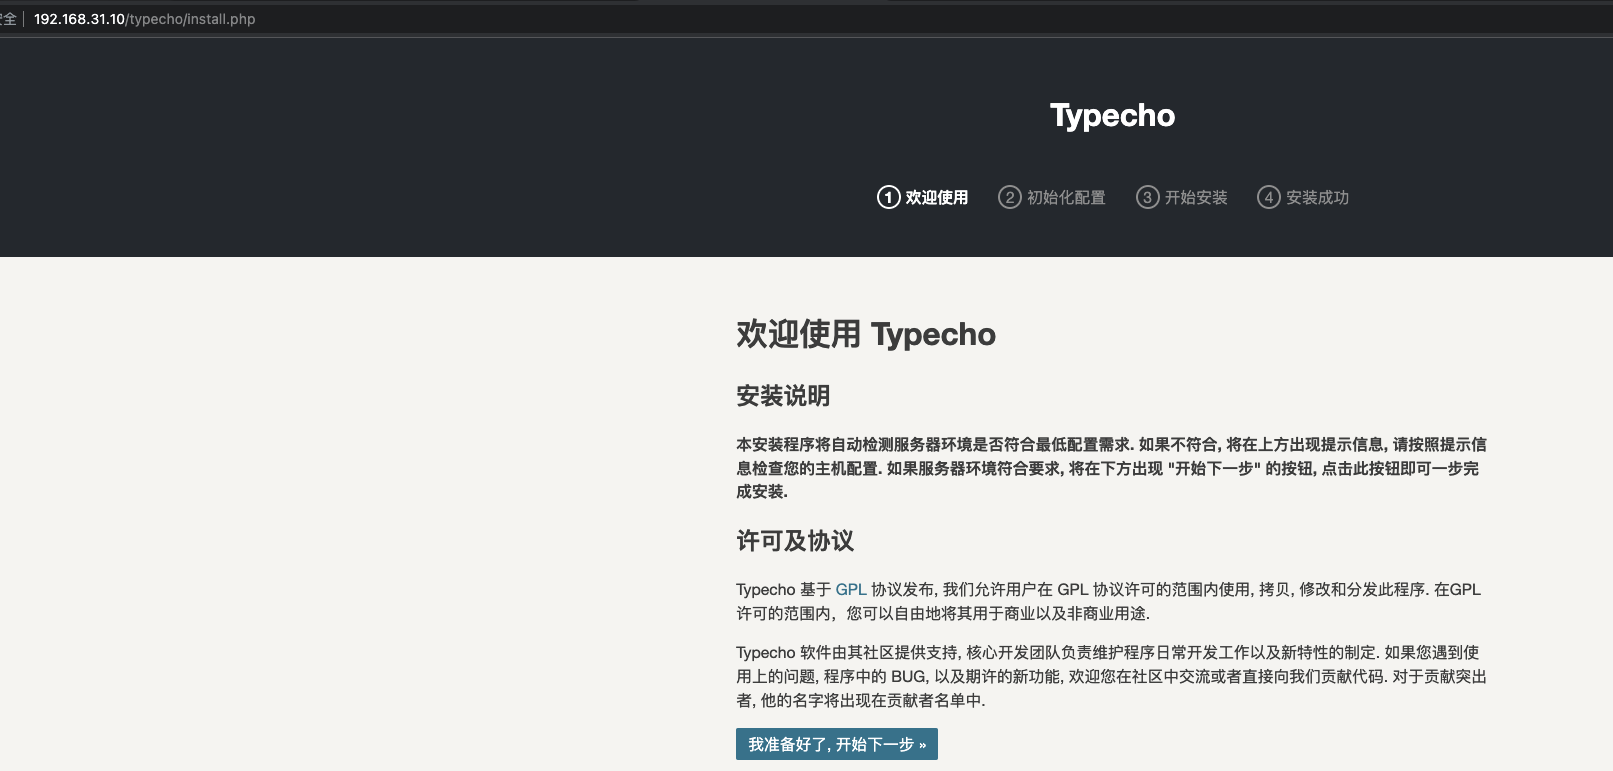 全 192.168.31.10/typecho/install.php
Typecho
1 欢迎使用 2 初始化配置 3 开始安装 4 安装成功
欢迎使用 Typecho
安装说明
本安装程序将自动检测服务器环境是否符合最低配置需求. 如果不符合, 将在上方出现提示信息, 请按照提示信
息检查您的主机配置. 如果服务器环境符合要求, 将在下方出现 "开始下一步" 的按钮, 点击此按钮即可一步完
成安装.
许可及协议
Typecho 基于 GPL 协议发布, 我们允许用户在 GPL 协议许可的范围内使用, 拷贝, 修改和分发此程序. 在GPL
许可的范围内，您可以自由地将其用于商业以及非商业用途.
Typecho 软件由其社区提供支持, 核心开发团队负责维护程序日常开发工作以及新特性的制定. 如果您遇到使
用上的问题, 程序中的 BUG, 以及期许的新功能, 欢迎您在社区中交流或者直接向我们贡献代码. 对于贡献突出
者, 他的名字将出现在贡献者名单中.
我准备好了, 开始下一步 »